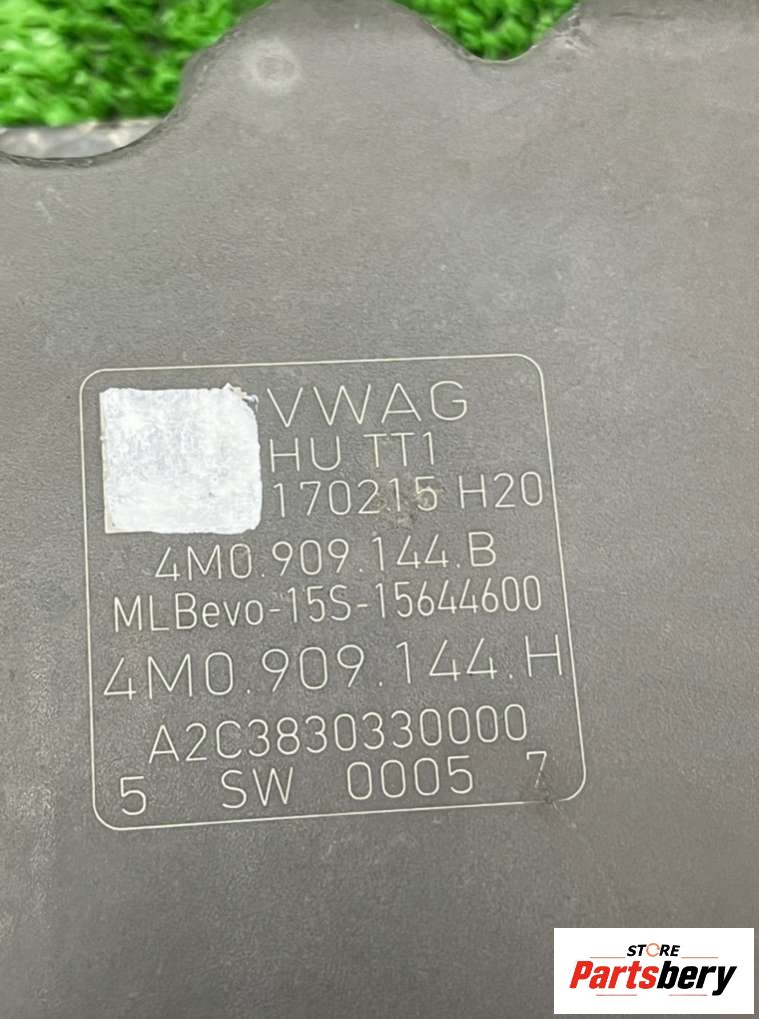 VWAG
HU TT1
170215 H20
4M0.909.144.B
MLBevo-15S-15644600
4M0.909.144.H
A2C3830330000
5 SW 0005 7
STORE
Partsbery